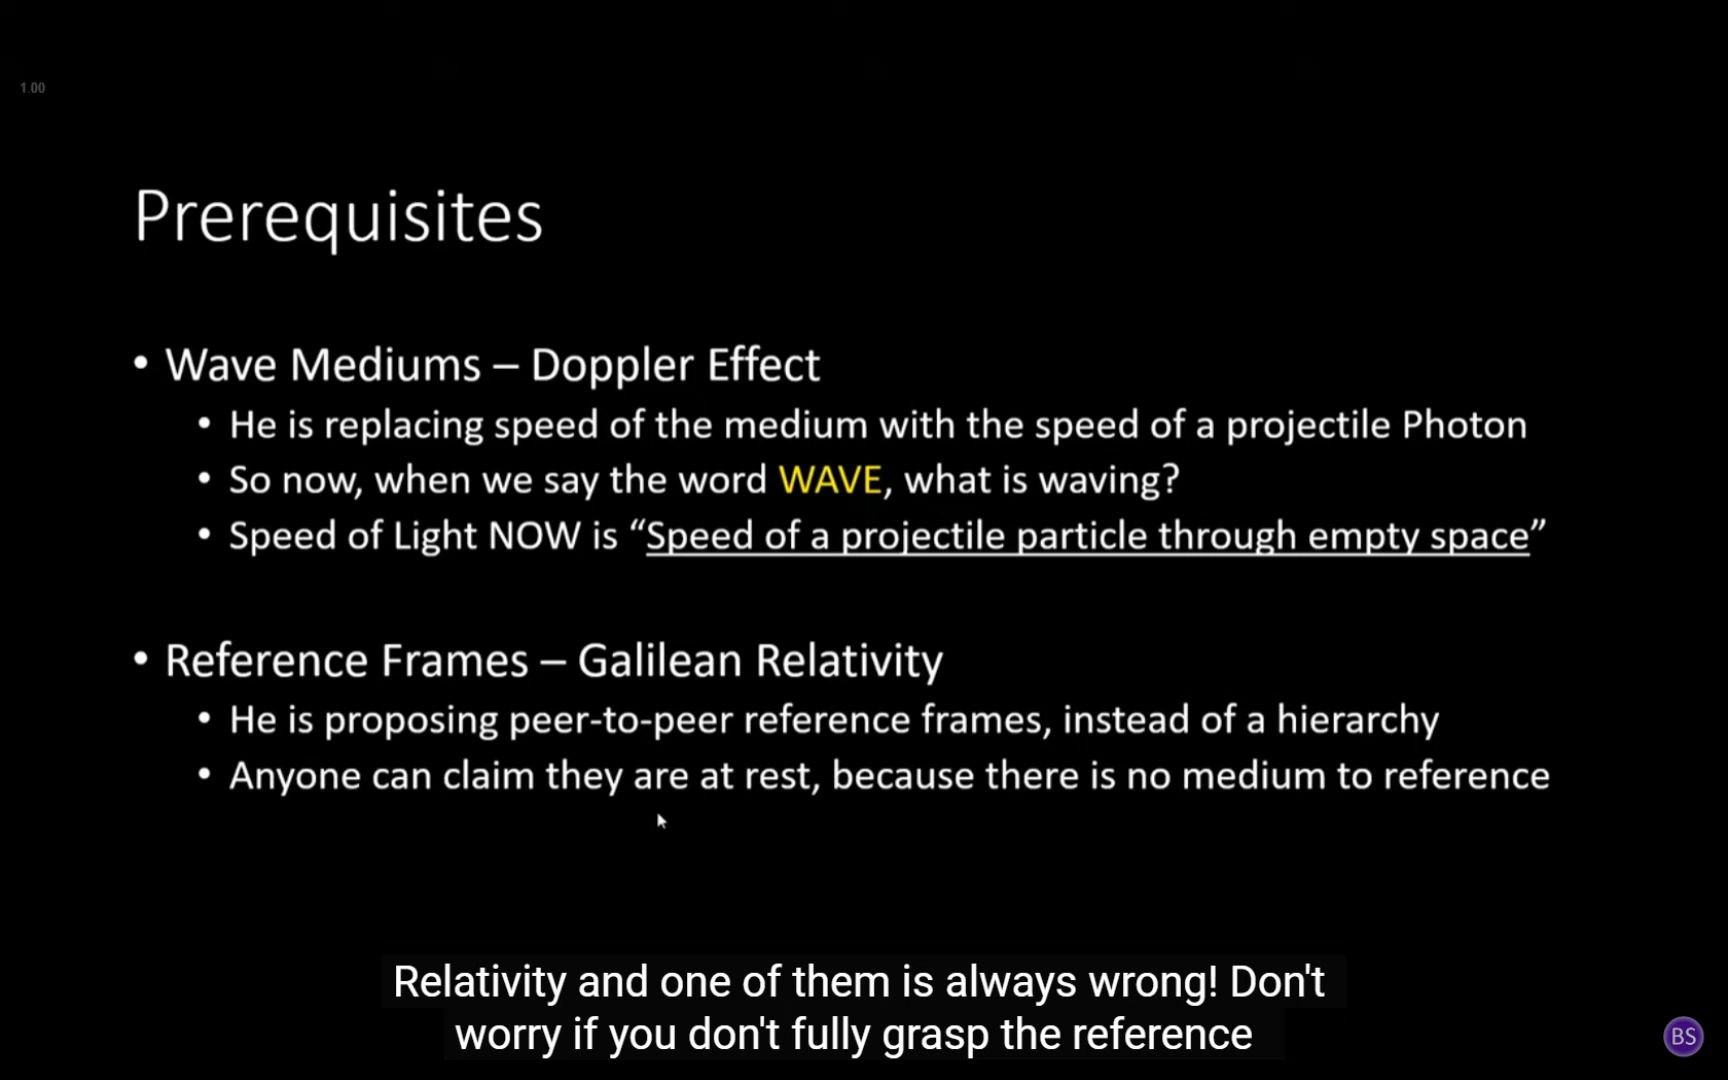 1.00
Prerequisites
• Wave Mediums – Doppler Effect
• He is replacing speed of the medium with the speed of a projectile Photon
• So now, when we say the word WAVE, what is waving?
• Speed of Light NOW is “Speed of a projectile particle through empty space”
• Reference Frames – Galilean Relativity
• He is proposing peer-to-peer reference frames, instead of a hierarchy
• Anyone can claim they are at rest, because there is no medium to reference
Relativity and one of them is always wrong! Don't
worry if you don't fully grasp the reference
BS